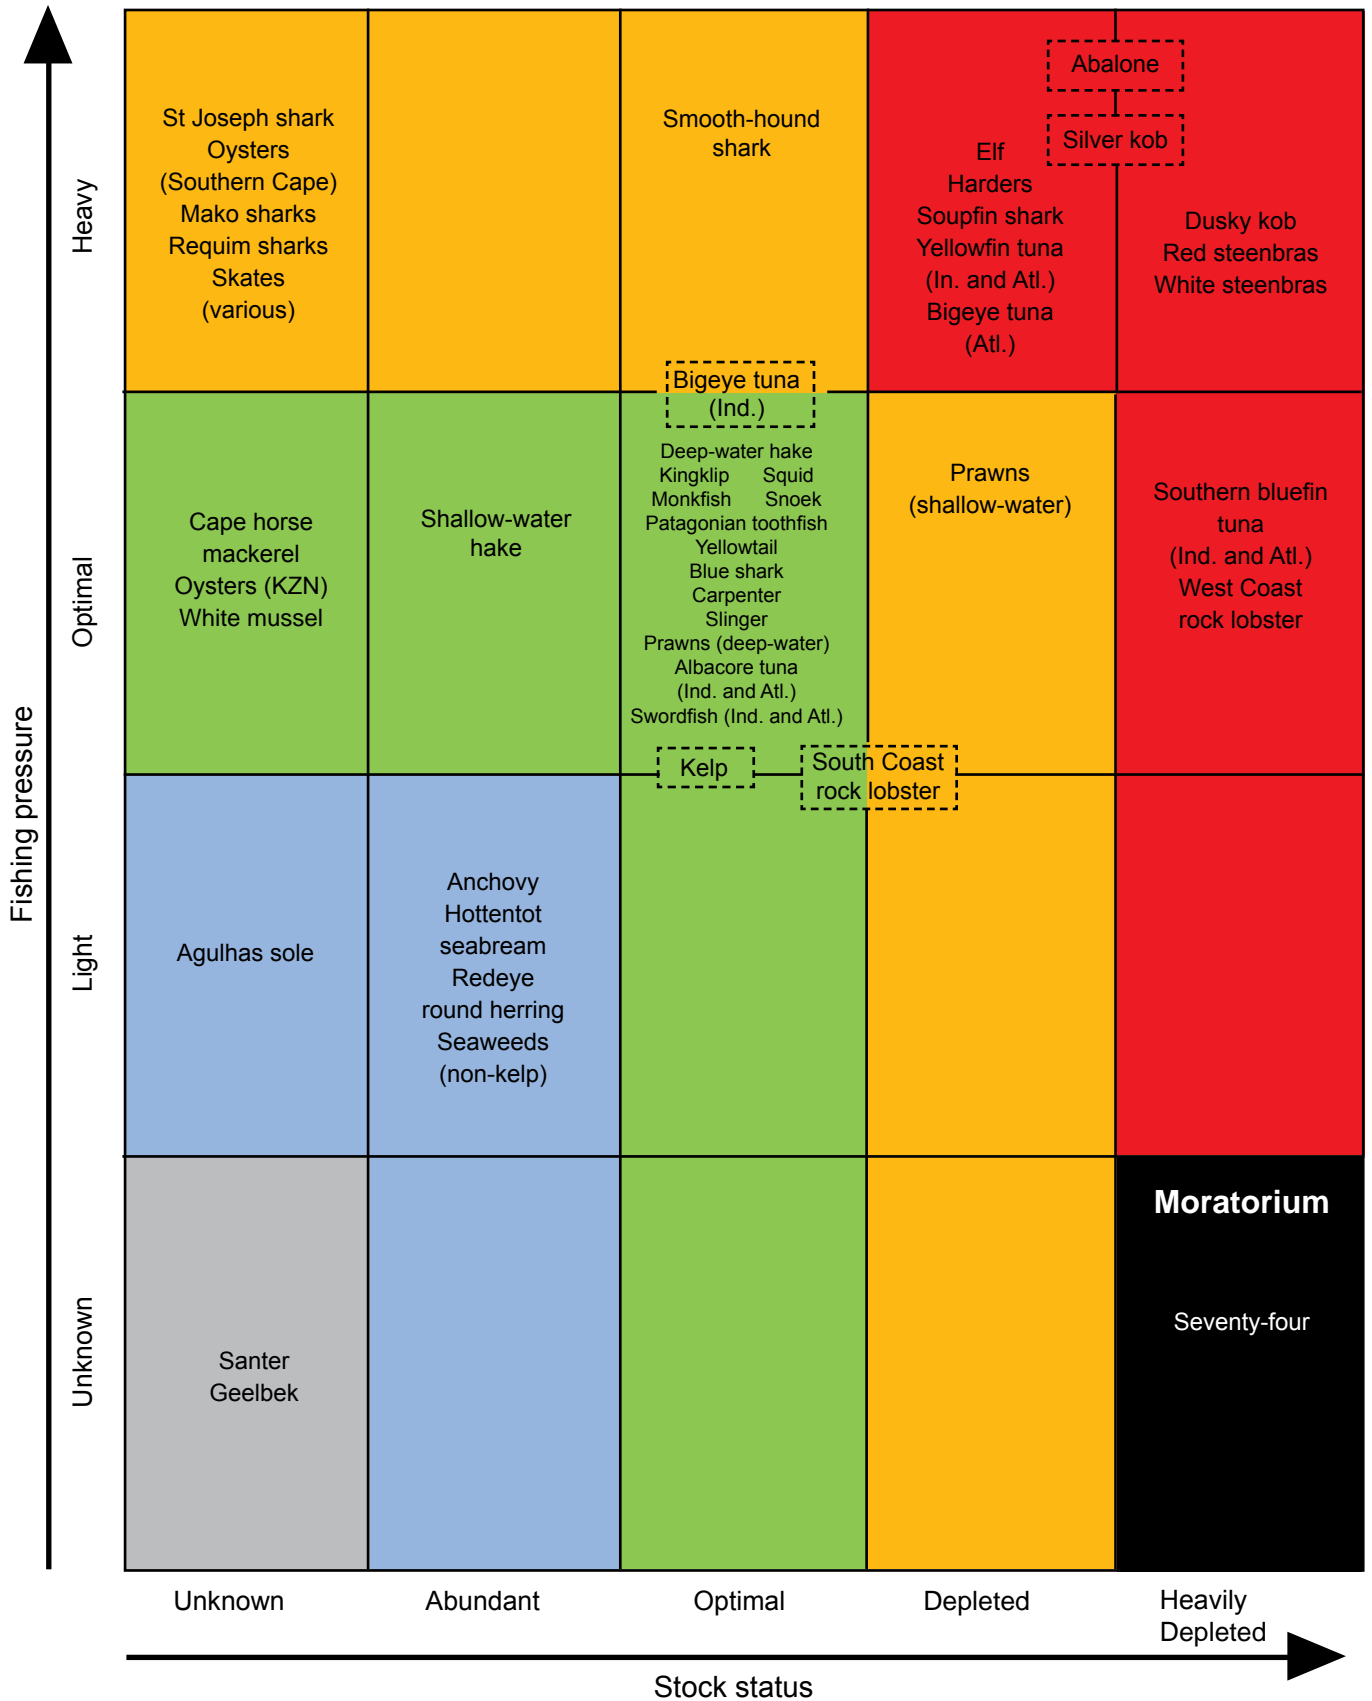 Fishing pressure
Heavy
St Joseph shark
Oysters
(Southern Cape)
Mako sharks
Requim sharks
Skates
(various)
Smooth-hound
shark
Elf
Harders
Soupfin shark
Yellowfin tuna
(In. and Atl.)
Bigeye tuna
(Atl.)
Abalone
Silver kob
Dusky kob
Red steenbras
White steenbras
Bigeye tuna
(Ind.)
Optimal
Cape horse
mackerel
Oysters (KZN)
White mussel
Shallow-water
hake
Deep-water hake
Kingklip Squid
Monkfish Snoek
Patagonian toothfish
Yellowtail
Blue shark
Carpenter
Slinger
Prawns (deep-water)
Albacore tuna
(Ind. and Atl.)
Swordfish (Ind. and Atl.)
Prawns
(shallow-water)
Southern bluefin
tuna
(Ind. and Atl.)
West Coast
rock lobster
Kelp
South Coast
rock lobster
Light
Agulhas sole
Anchovy
Hottentot
seabream
Redeye
round herring
Seaweeds
(non-kelp)
Unknown
Santer
Geelbek
Moratorium
Seventy-four
Unknown
Abundant
Optimal
Depleted
Heavily
Depleted
Stock status